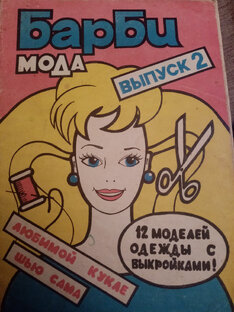 Барби
МОДА
ВЫПУСК 2
12 МОДЕЛЕЙ
ОДЕЖДЫ С
ВЫКРОЙКАМИ!
ЛЮБИМОЙ КУКЛЕ
ШЬЮ САМА